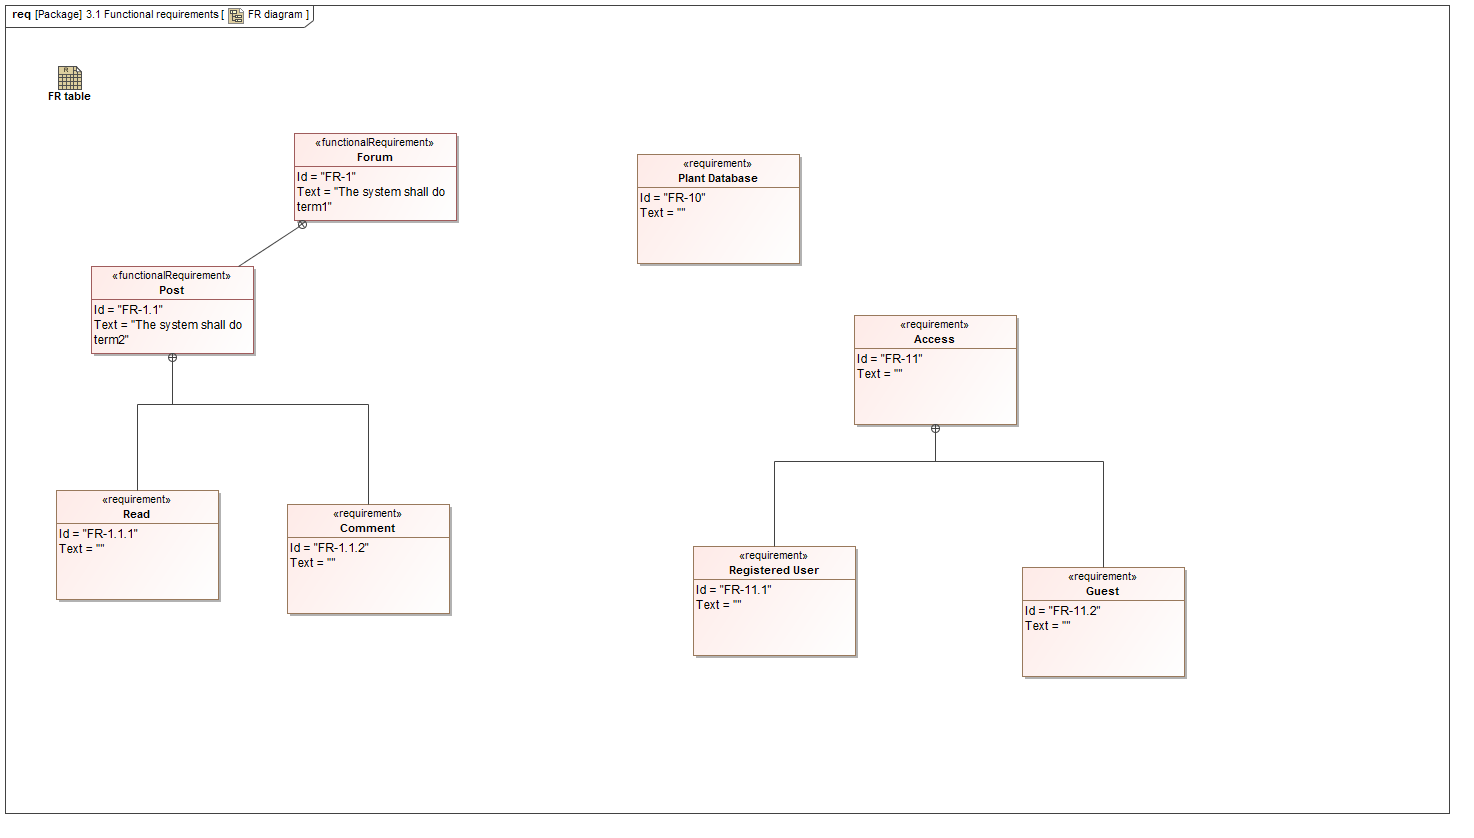 req [Package] 3.1 Functional requirements [ FR diagram ]
FR table
«functionalRequirement»
Forum
Id = "FR-1"
Text = "The system shall do
term1"
«requirement»
Plant Database
Id = "FR-10"
Text = ""
«functionalRequirement»
Post
Id = "FR-1.1"
Text = "The system shall do
term2"
«requirement»
Access
Id = "FR-11"
Text = ""
«requirement»
Read
Id = "FR-1.1.1"
Text = ""
«requirement»
Comment
Id = "FR-1.1.2"
Text = ""
«requirement»
Registered User
Id = "FR-11.1"
Text = ""
«requirement»
Guest
Id = "FR-11.2"
Text = ""